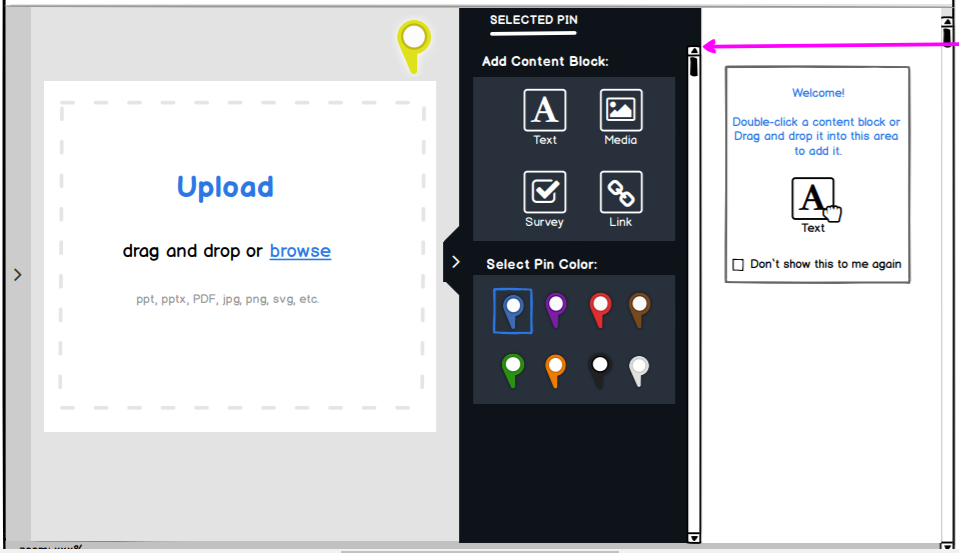 SELECTED PIN
Add Content Block:
A
Text
Media
Survey
Link
Select Pin Color:
Upload
drag and drop or browse
ppt, pptx, PDF, jpg, png, svg, etc.
Welcome!
Double-click a content block or
Drag and drop it into this area
to add it.
A
Text
Don't show this to me again